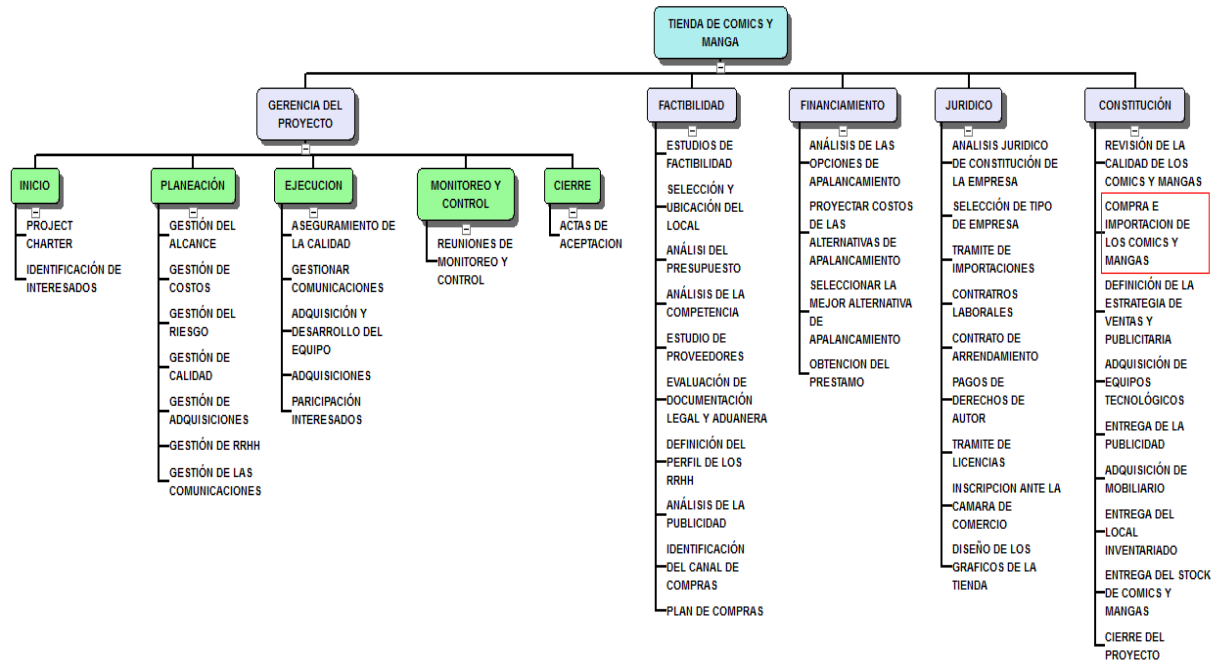 TIENDA DE COMICS Y
MANGA
GERENCIA DEL
PROYECTO
INICIO
PROJECT
CHARTER
IDENTIFICACIÓN DE
INTERESADOS
PLANEACIÓN
GESTIÓN DEL
ALCANCE
GESTIÓN DE
COSTOS
GESTIÓN DEL
RIESGO
GESTIÓN DE
CALIDAD
GESTIÓN DE
ADQUISICIONES
GESTIÓN DE RRHH
GESTIÓN DE LAS
COMUNICACIONES
EJECUCION
ASEGURAMIENTO DE
LA CALIDAD
GESTIONAR
COMUNICACIONES
ADQUISICIÓN Y
DESARROLLO DEL
EQUIPO
ADQUISICIONES
PARICIPACIÓN
INTERESADOS
MONITOREO Y
CONTROL
REUNIONES DE
MONITOREO Y
CONTROL
CIERRE
ACTAS DE
ACEPTACION
FACTIBILIDAD
ESTUDIOS DE
FACTIBILIDAD
SELECCIÓN Y
UBICACIÓN DEL
LOCAL
ANÁLISI DEL
PRESUPUESTO
ANÁLISIS DE LA
COMPETENCIA
ESTUDIO DE
PROVEEDORES
EVALUACIÓN DE
DOCUMENTACIÓN
LEGAL Y ADUANERA
DEFINICIÓN DEL
PERFIL DE LOS
RRHH
ANÁLISIS DE LA
PUBLICIDAD
IDENTIFICACIÓN
DEL CANAL DE
COMPRAS
PLAN DE COMPRAS
FINANCIAMIENTO
ANÁLISIS DE LAS
OPCIONES DE
APALANCAMIENTO
PROYECTAR COSTOS
DE LAS
ALTERNATIVAS DE
APALANCAMIENTO
SELECCIONAR LA
MEJOR ALTERNATIVA
DE
APALANCAMIENTO
OBTENCION DEL
PRESTAMO
JURIDICO
ANALISIS JURIDICO
DE CONSTITUCIÓN DE
LA EMPRESA
SELECCIÓN DE TIPO
DE EMPRESA
TRAMITE DE
IMPORTACIONES
CONTRATROS
LABORALES
CONTRATO DE
ARRENDAMIENTO
PAGOS DE
DERECHOS DE
AUTOR
TRAMITE DE
LICENCIAS
INSCRIPCION ANTE LA
CAMARA DE
COMERCIO
DISEÑO DE LOS
GRAFICOS DE LA
TIENDA
CONSTITUCIÓN
REVISIÓN DE LA
CALIDAD DE LOS
COMICS Y MANGAS
COMPRA E
IMPORTACION DE
LOS COMICS Y
MANGAS
DEFINICIÓN DE LA
ESTRATEGIA DE
VENTAS Y
PUBLICITARIA
ADQUISICIÓN DE
EQUIPOS
TECNOLÓGICOS
ENTREGA DE LA
PUBLICIDAD
ADQUISICIÓN DE
MOBILIARIO
ENTREGA DEL
LOCAL
INVENTARIADO
ENTREGA DEL STOCK
DE COMICS Y
MANGAS
CIERRE DEL
PROYECTO